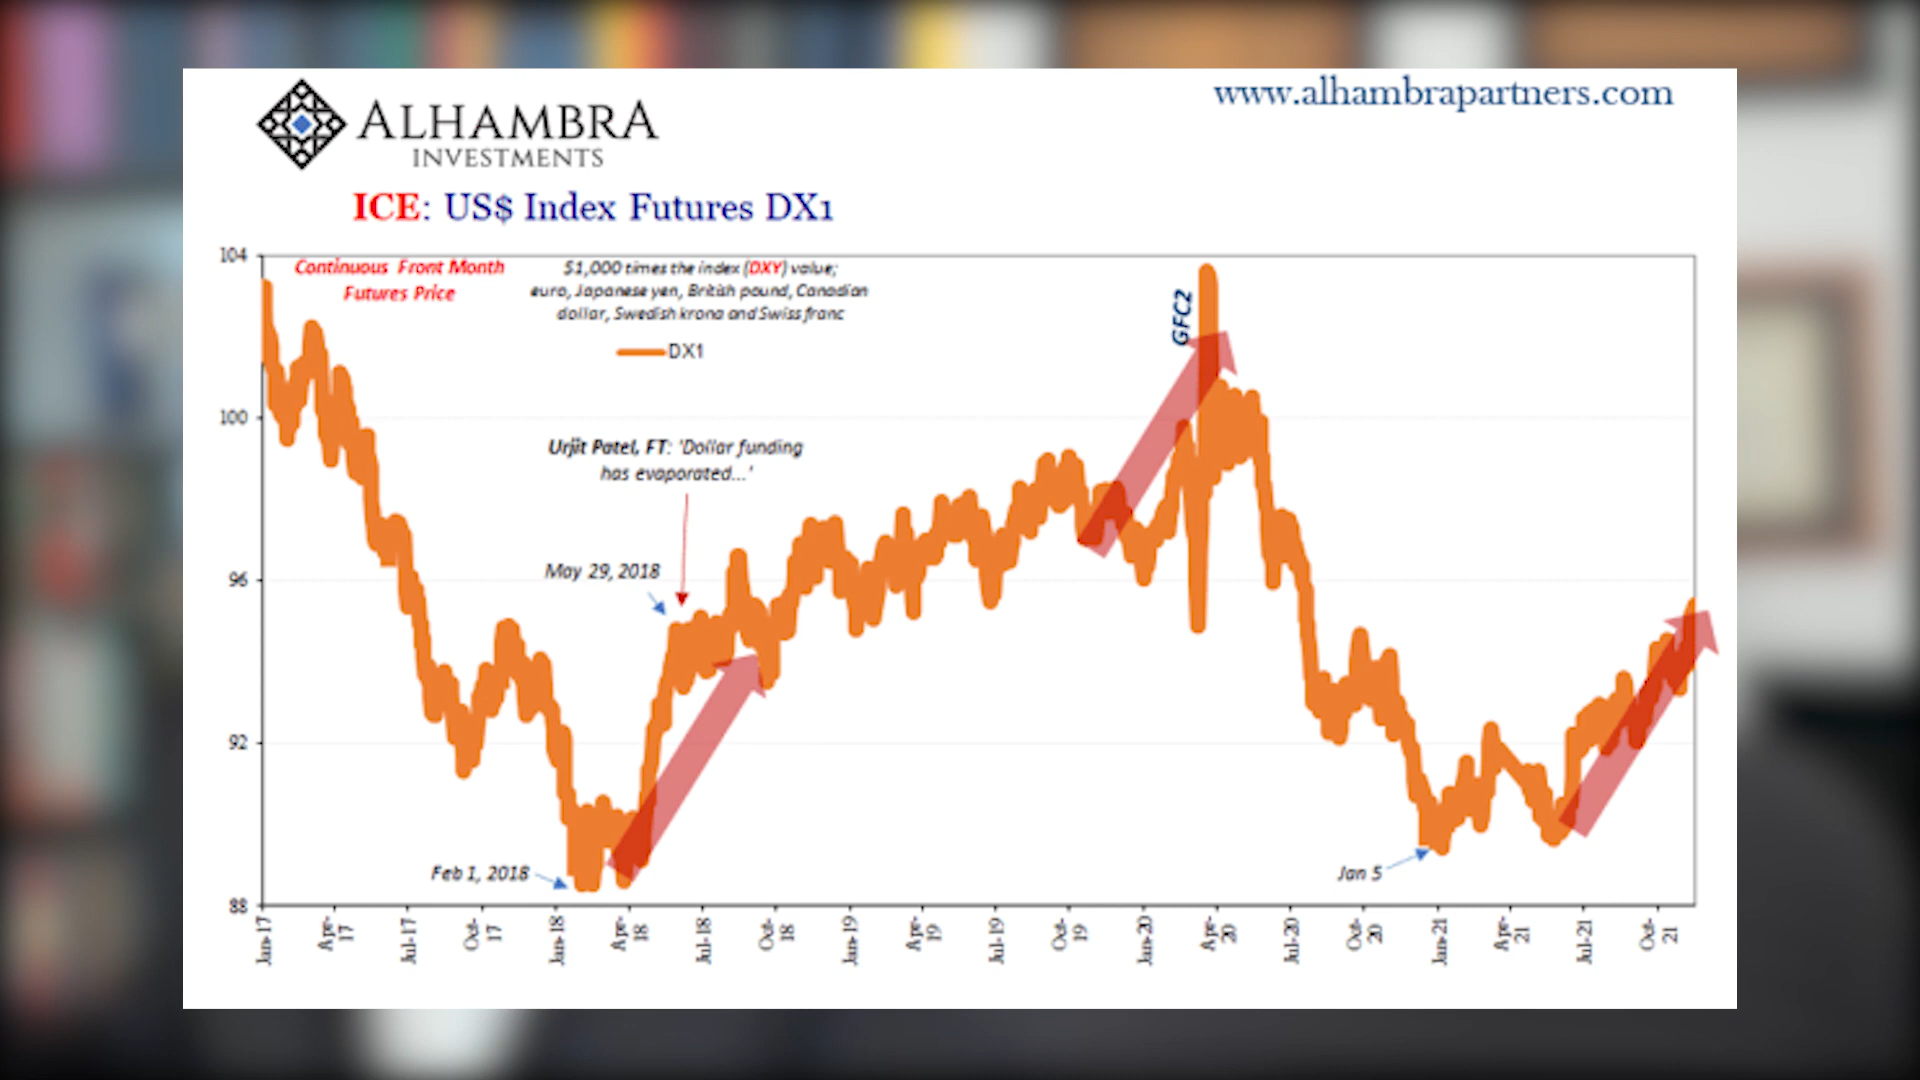 ALHAMBRA
INVESTMENTS
www.alhambrapartners.com
ICE: US$ Index Futures DX1
Continuous Front Month
Futures Price
$1,000 times the index (DXY) value;
euro, Japanese yen, British pound, Canadian
dollar, Swedish krona and Swiss franc
DX1
GFC2
Urjit Patel, FT: 'Dollar funding
has evaporated...'
May 29, 2018
Feb 1, 2018
Jan 5
104
100
96
92
88
Jan-17
Apr-
17
Jul-17
Oct-
17
Jan-18
Apr-
18
Jul-18
Oct-
18
Jan-19
Apr-
19
Jul-19
Oct-
19
Jan-20
Apr-
20
Jul-20
Oct-
20
Jan-21
Apr-
21
Jul-21
Oct-
21